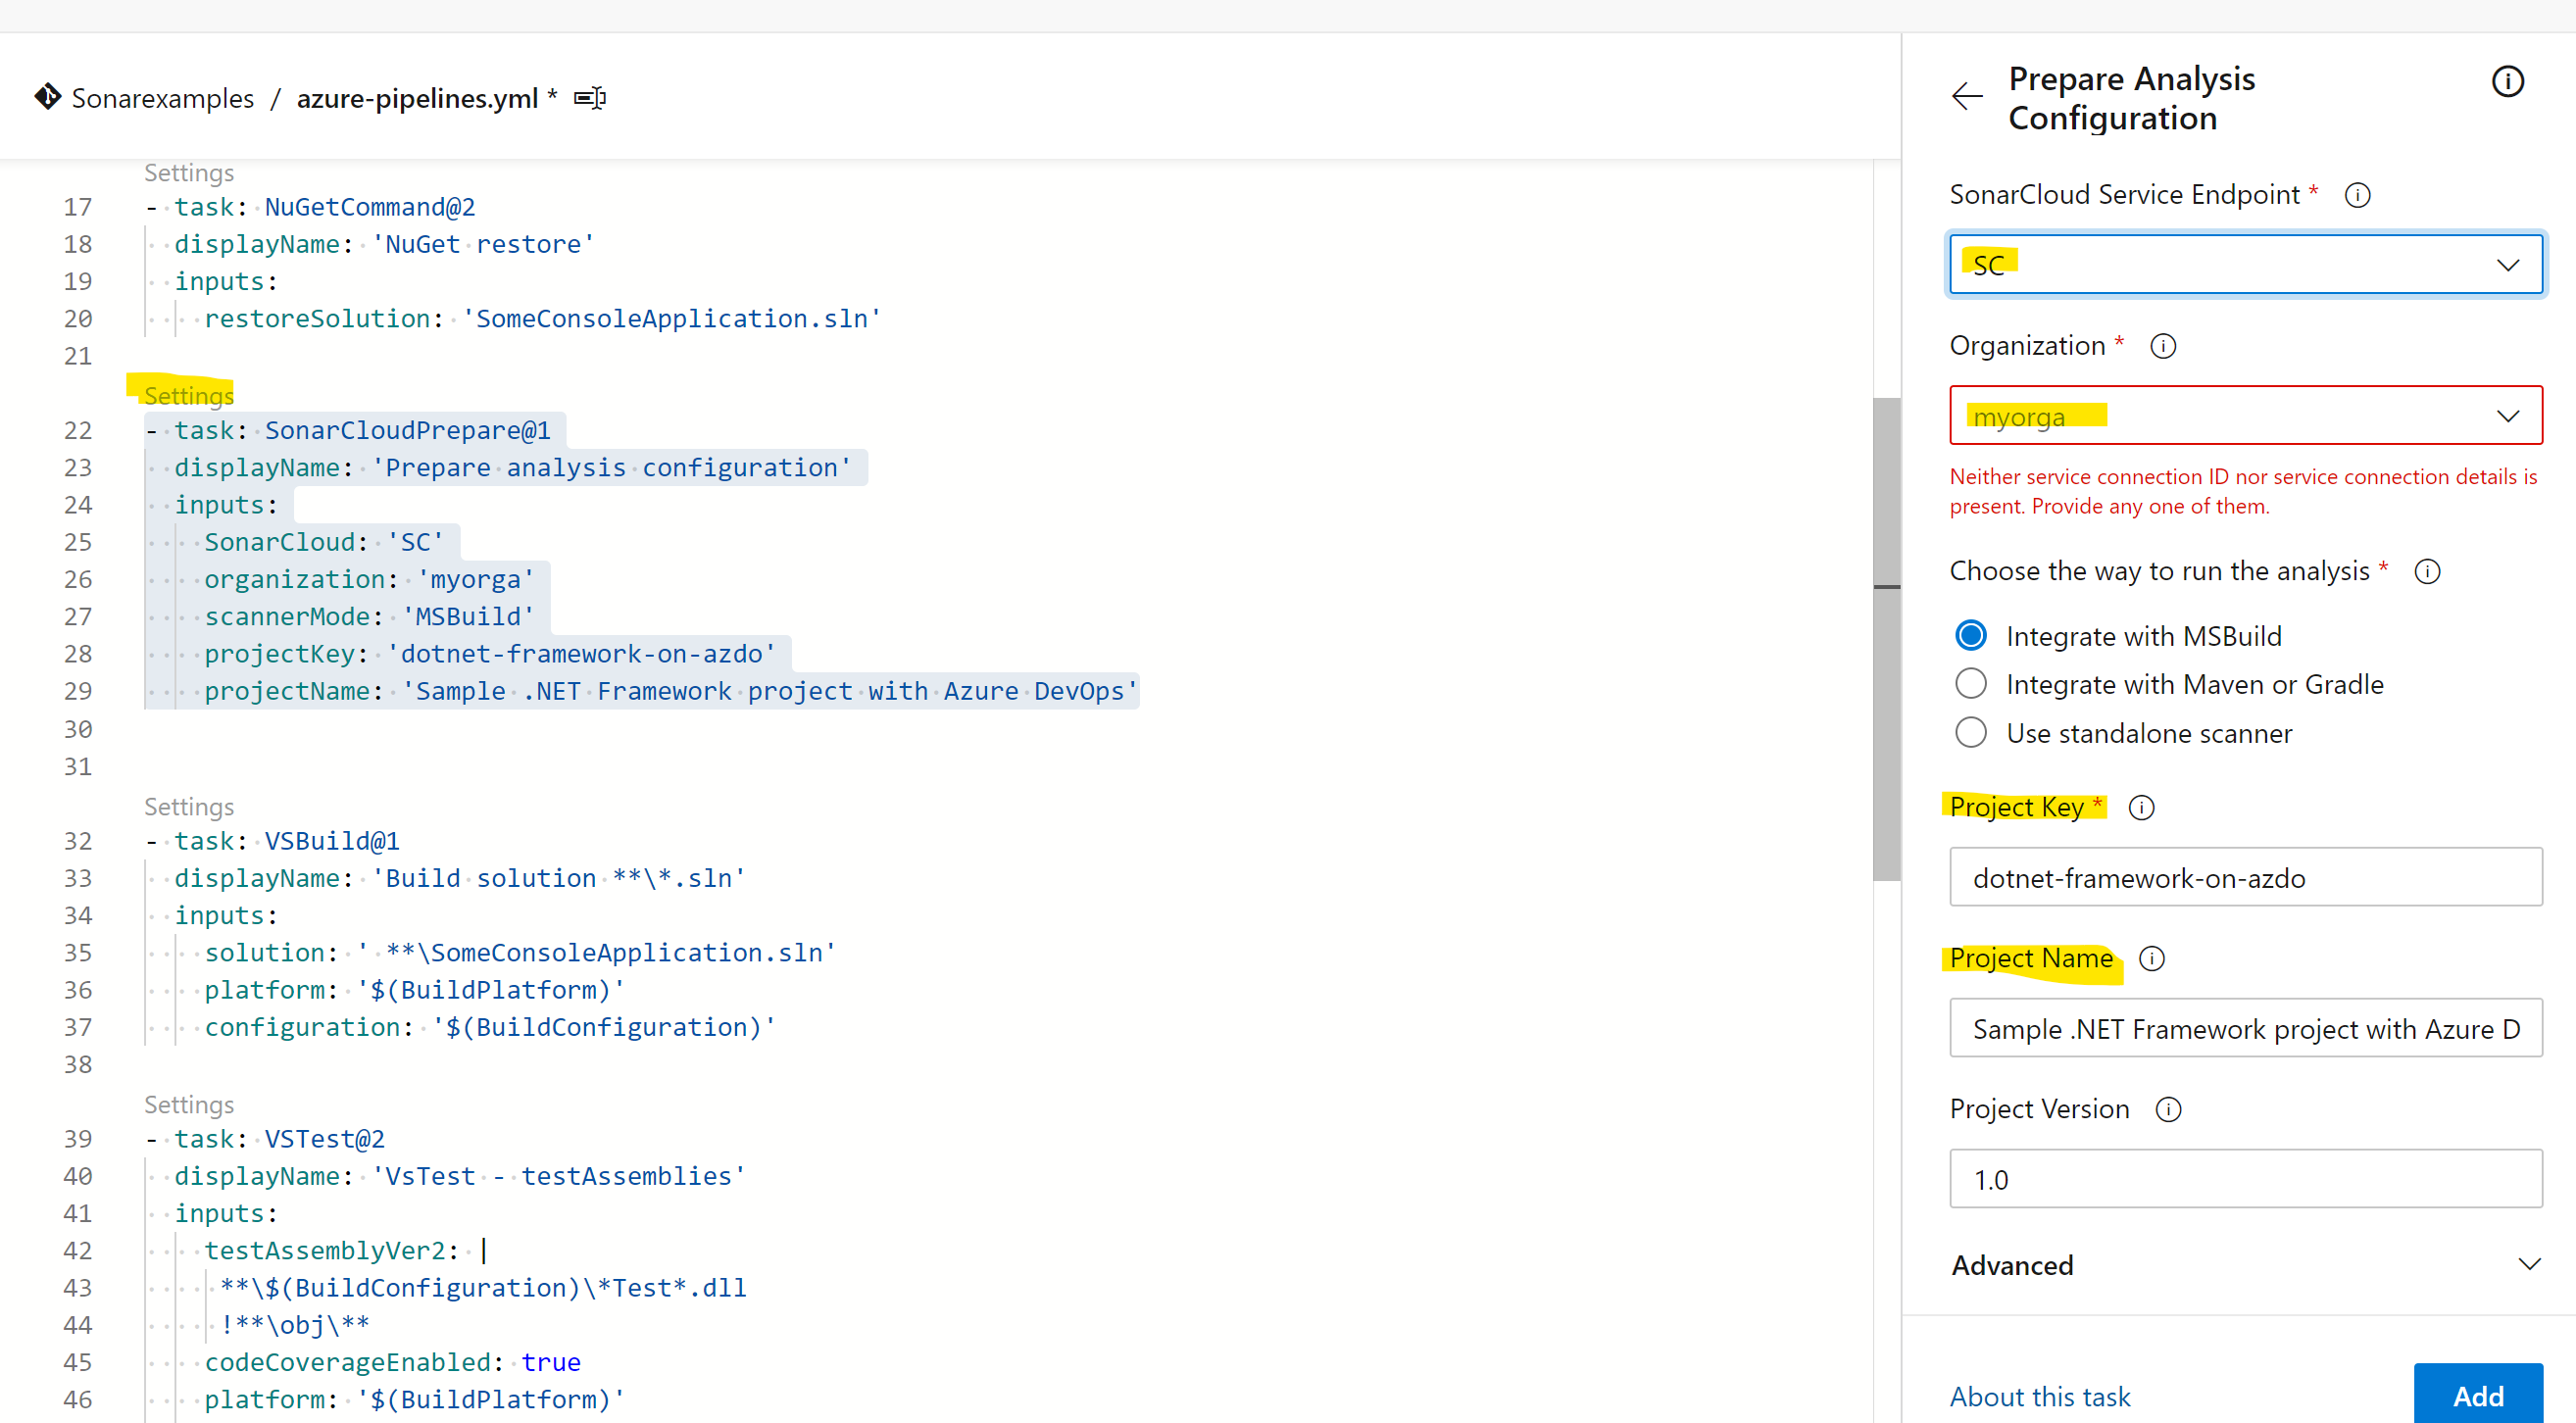 Sonarexamples / azure-pipelines.yml *
Settings
17 - task: NuGetCommand@2
18 displayName: 'NuGet restore'
19 inputs:
20 restoreSolution: 'SomeConsoleApplication.sln'
21
Settings
22 - task: SonarCloudPrepare@1
23 displayName: 'Prepare analysis configuration'
24 inputs:
25 SonarCloud: 'SC'
26 organization: 'myorga'
27 scannerMode: 'MSBuild'
28 projectKey: 'dotnet-framework-on-azdo'
29 projectName: 'Sample .NET Framework project with Azure DevOps'
30
31
Settings
32 - task: VSBuild@1
33 displayName: 'Build solution **\*.sln'
34 inputs:
35 solution: ' **\SomeConsoleApplication.sln'
36 platform: '$(BuildPlatform)'
37 configuration: '$(BuildConfiguration)'
38
Settings
39 - task: VSTest@2
40 displayName: 'VsTest - testAssemblies'
41 inputs:
42 testAssemblyVer2: |
43 **\$(BuildConfiguration)\*Test*.dll
44 !**\obj\**
45 codeCoverageEnabled: true
46 platform: '$(BuildPlatform)'
Prepare Analysis
Configuration
SonarCloud Service Endpoint *
SC
Organization *
myorga
Neither service connection ID nor service connection details is
present. Provide any one of them.
Choose the way to run the analysis *
Integrate with MSBuild
Integrate with Maven or Gradle
Use standalone scanner
Project Key *
dotnet-framework-on-azdo
Project Name
Sample .NET Framework project with Azure D
Project Version
1.0
Advanced
About this task
Add